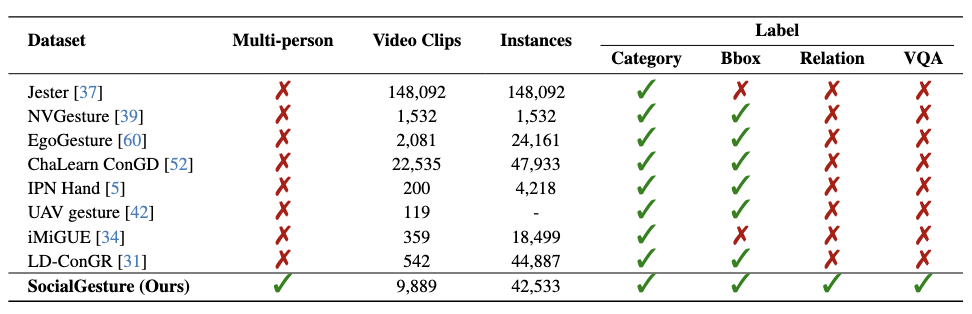 Label
Dataset Multi-person Video Clips Instances
Category Bbox Relation VQA
Jester [37] ✗ 148,092 148,092 ✓ ✗ ✗ ✗
NVGesture [39] ✗ 1,532 1,532 ✓ ✓ ✗ ✗
EgoGesture [60] ✗ 2,081 24,161 ✓ ✓ ✗ ✗
ChaLearn ConGD [52] ✗ 22,535 47,933 ✓ ✓ ✗ ✗
IPN Hand [5] ✗ 200 4,218 ✓ ✓ ✗ ✗
UAV gesture [42] ✗ 119 - ✓ ✓ ✗ ✗
iMiGUE [34] ✗ 359 18,499 ✓ ✗ ✗ ✗
LD-ConGR [31] ✗ 542 44,887 ✓ ✓ ✗ ✗
SocialGesture (Ours) ✓ 9,889 42,533 ✓ ✓ ✓ ✓